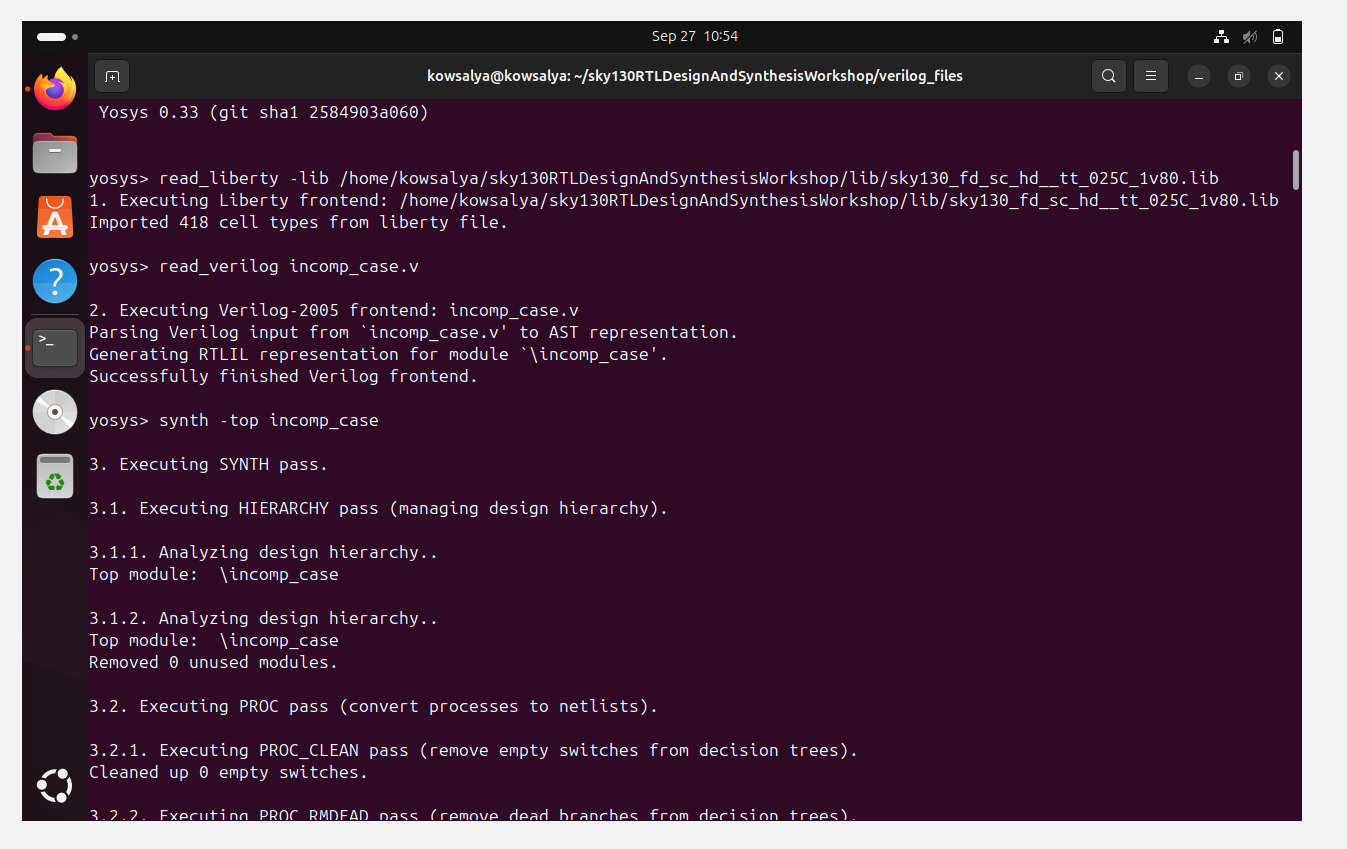 Sep 27 10:54
kowsalya@kowsalya: ~/sky130RTLDesignAndSynthesisWorkshop/verilog_files
Yosys 0.33 (git sha1 2584903a060)
yosys> read_liberty -lib /home/kowsalya/sky130RTLDesignAndSynthesisWorkshop/lib/sky130_fd_sc_hd__tt_025C_1v80.lib
1. Executing Liberty frontend: /home/kowsalya/sky130RTLDesignAndSynthesisWorkshop/lib/sky130_fd_sc_hd__tt_025C_1v80.lib
Imported 418 cell types from liberty file.
yosys> read_verilog incomp_case.v
2. Executing Verilog-2005 frontend: incomp_case.v
Parsing Verilog input from `incomp_case.v' to AST representation.
Generating RTLIL representation for module `\incomp_case'.
Successfully finished Verilog frontend.
yosys> synth -top incomp_case
3. Executing SYNTH pass.
3.1. Executing HIERARCHY pass (managing design hierarchy).
3.1.1. Analyzing design hierarchy..
Top module:  \incomp_case
3.1.2. Analyzing design hierarchy..
Top module:  \incomp_case
Removed 0 unused modules.
3.2. Executing PROC pass (convert processes to netlists).
3.2.1. Executing PROC_CLEAN pass (remove empty switches from decision trees).
Cleaned up 0 empty switches.
3.2.2. Executing PROC_RMDEAD pass (remove dead branches from decision trees).